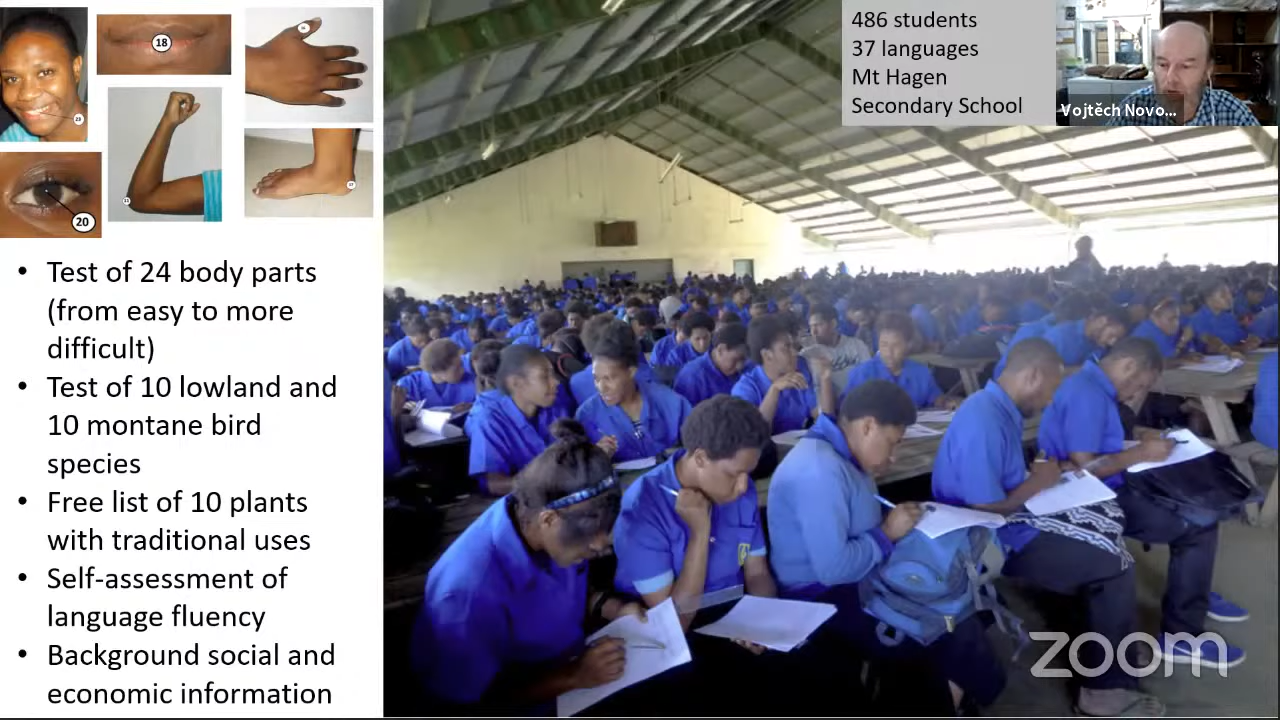 18
20
• Test of 24 body parts
(from easy to more
difficult)
• Test of 10 lowland and
10 montane bird
species
• Free list of 10 plants
with traditional uses
• Self-assessment of
language fluency
• Background social and
economic information
486 students
37 languages
Mt Hagen
Secondary School
Vojtěch Novo...
zoom